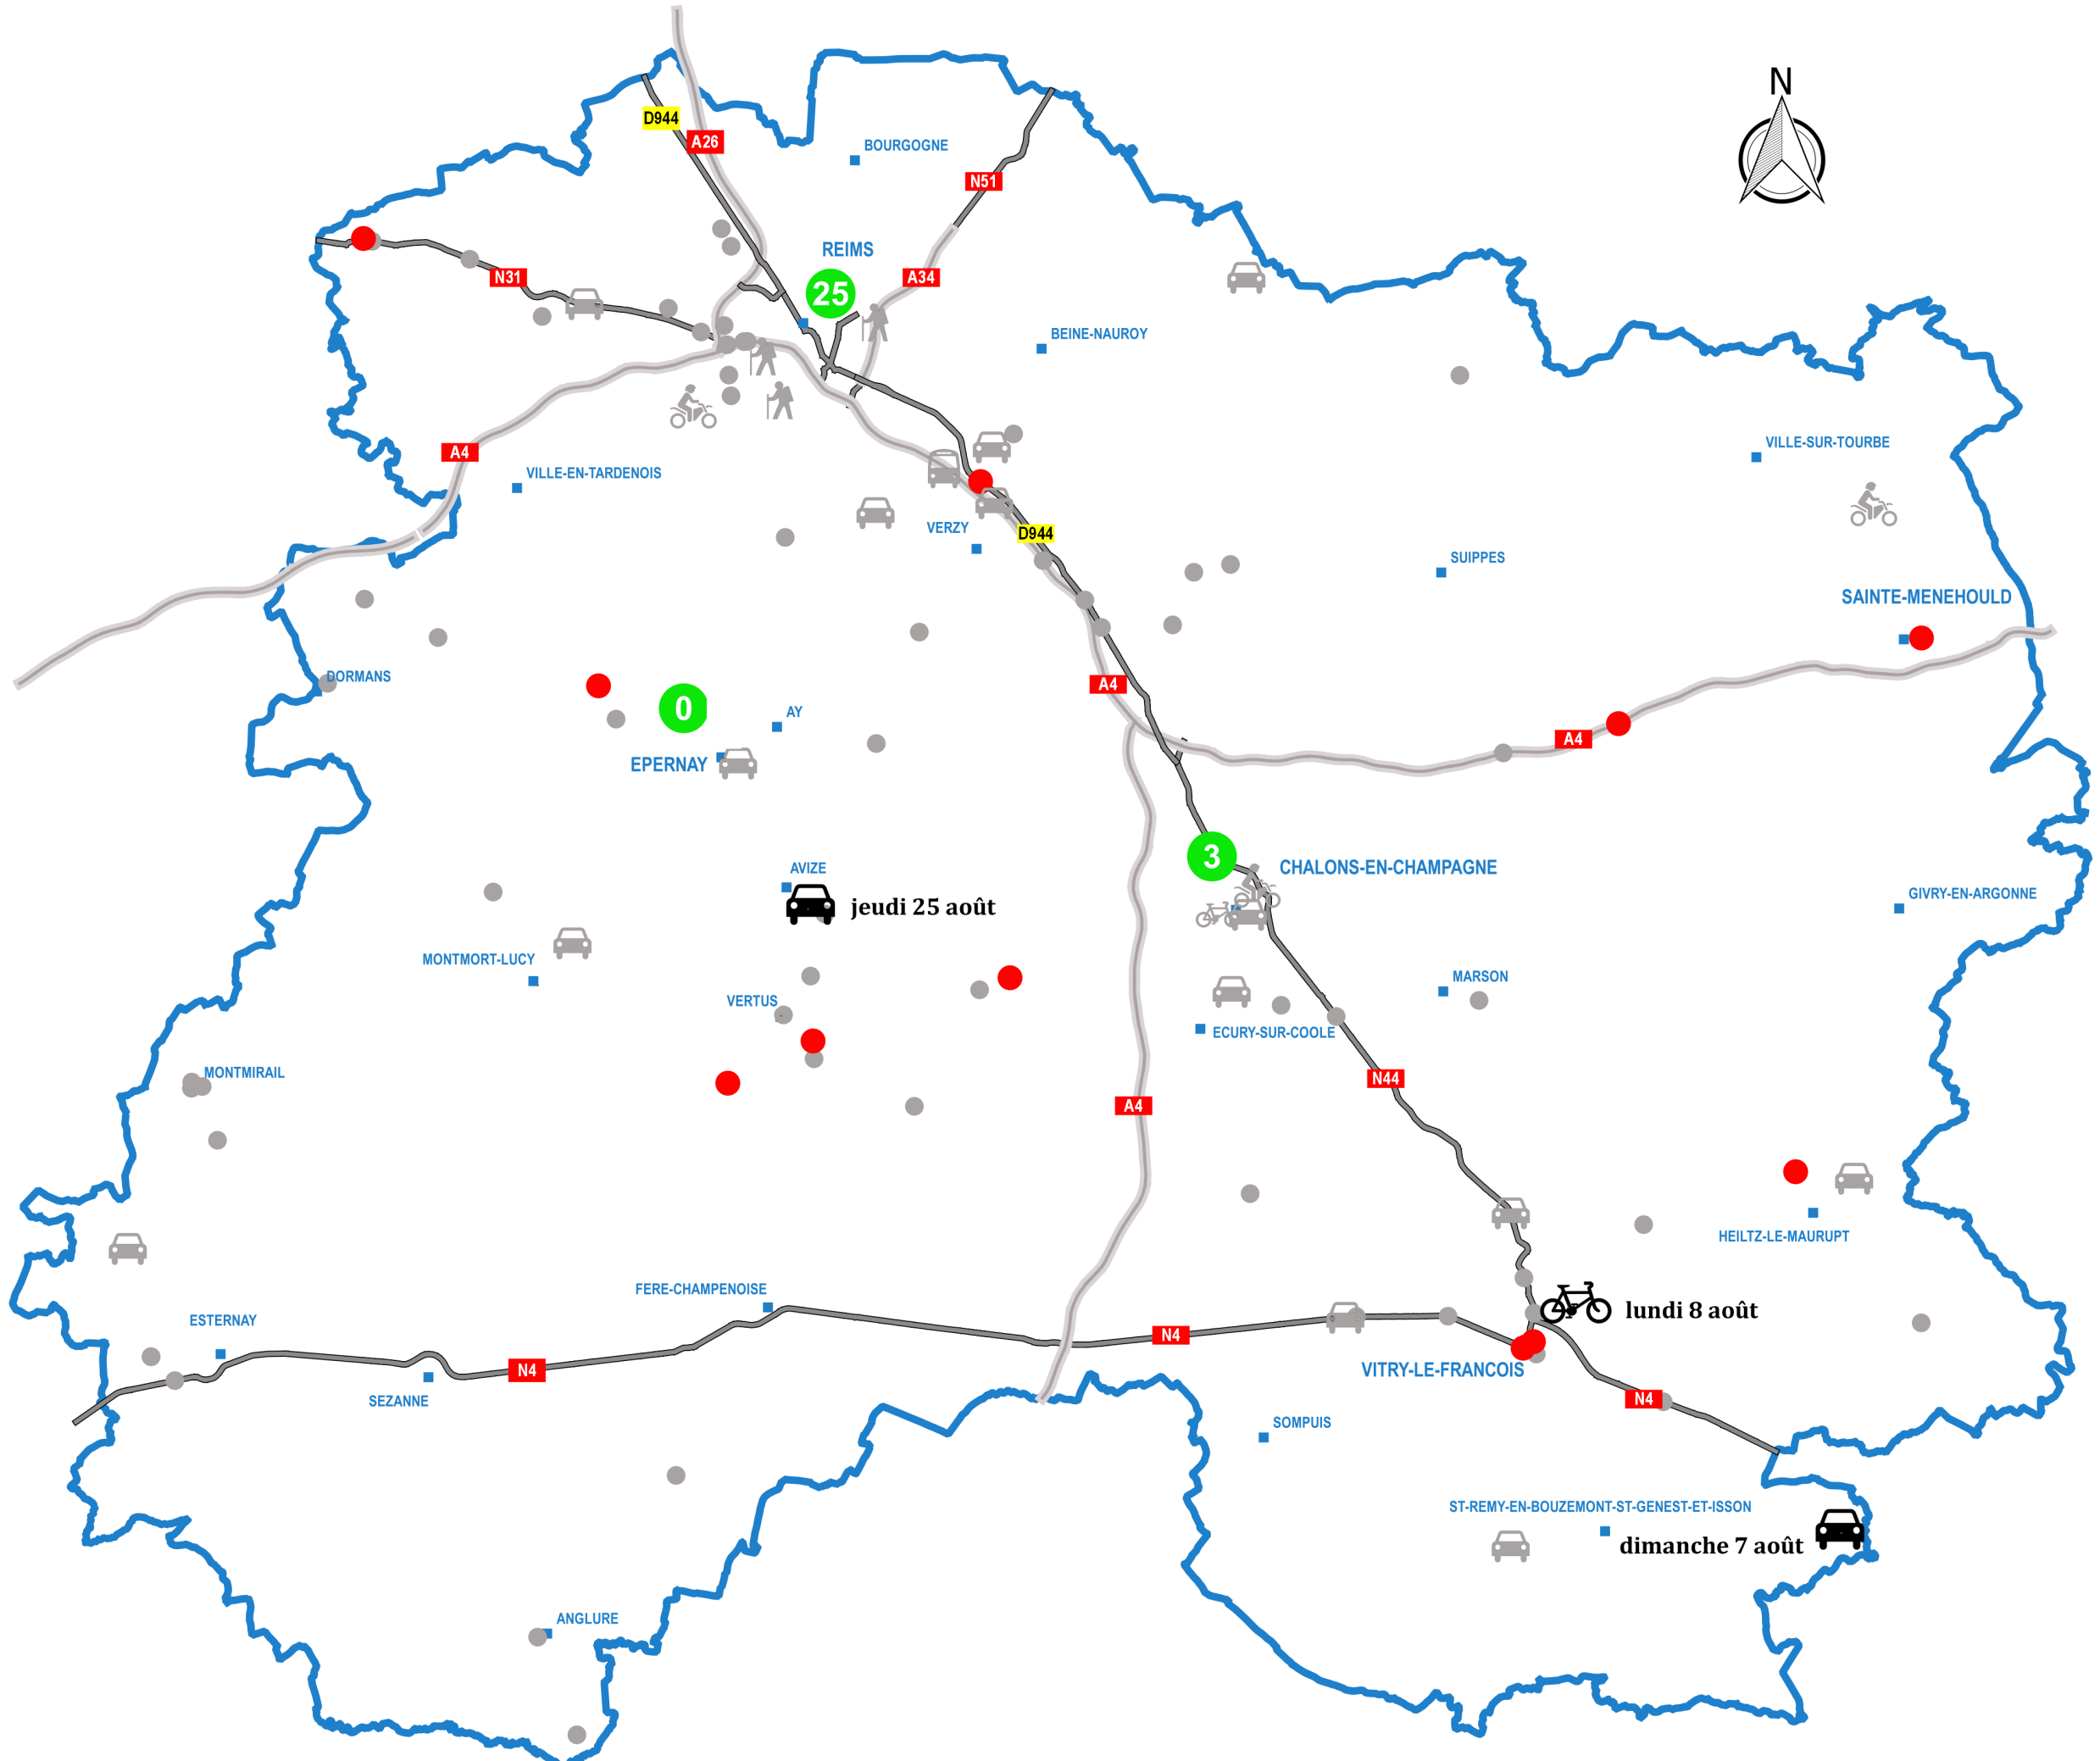 N
D944
A26
BOURGOGNE
N51
REIMS
N31
A34
25
BEINE-NAUROY
A4
VILLE-EN-TARDENOIS
VILLE-SUR-TOURBE
VERZY
D944
SUIPPES
SAINTE-MENEHOULD
DORMANS
A4
0
AY
A4
EPERNAY
3
AVIZE
CHALONS-EN-CHAMPAGNE
GIVRY-EN-ARGONNE
jeudi 25 août
MONTMORT-LUCY
MARSON
VERTUS
ECURY-SUR-COOLE
MONTMIRAIL
N44
A4
HEILTZ-LE-MAURUPT
FERE-CHAMPENOISE
lundi 8 août
ESTERNAY
N4
N4
VITRY-LE-FRANCOIS
SEZANNE
N4
SOMPUIS
ST-REMY-EN-BOUZEMONT-ST-GENEST-ET-ISSON
dimanche 7 août
ANGLURE